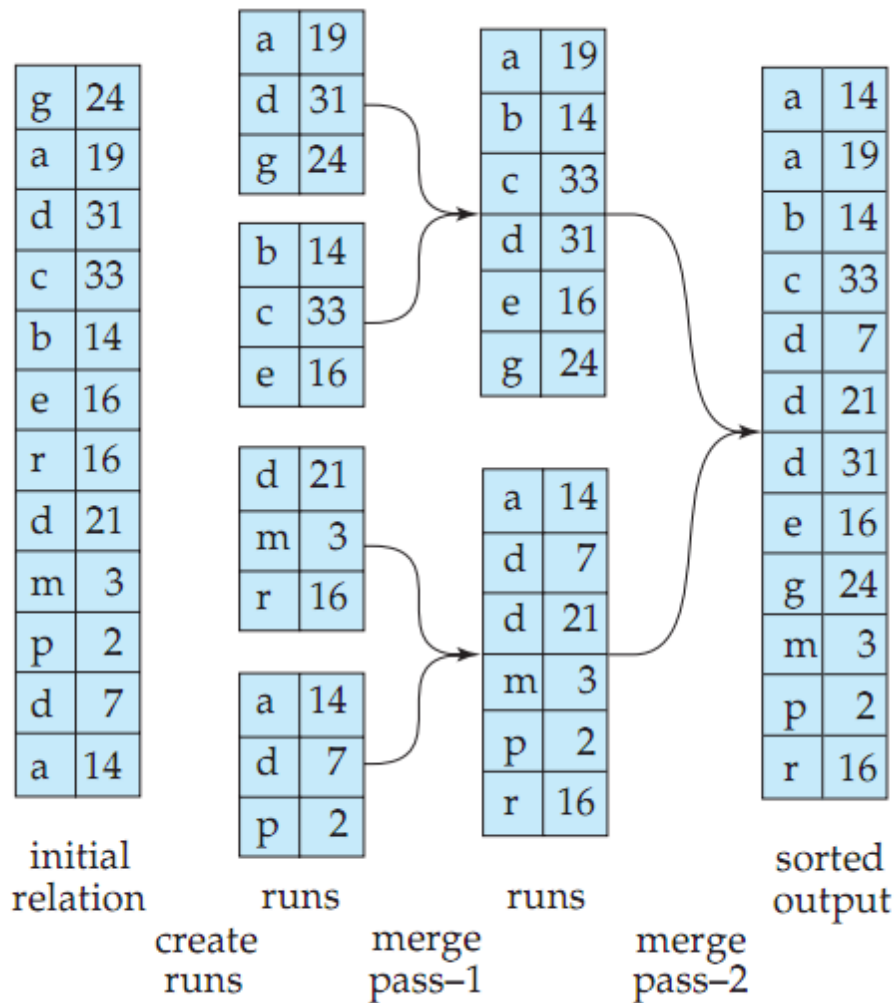 g 24
a 19
d 31
c 33
b 14
e 16
r 16
d 21
m 3
p 2
d 7
a 14
initial
relation
a 19
d 31
g 24
b 14
c 33
e 16
d 21
m 3
r 16
a 14
d 7
p 2
runs
create
runs
a 19
b 14
c 33
d 31
e 16
g 24
a 14
d 7
d 21
m 3
p 2
r 16
runs
merge
pass–1
a 14
a 19
b 14
c 33
d 7
d 21
d 31
e 16
g 24
m 3
p 2
r 16
sorted
output
merge
pass–2